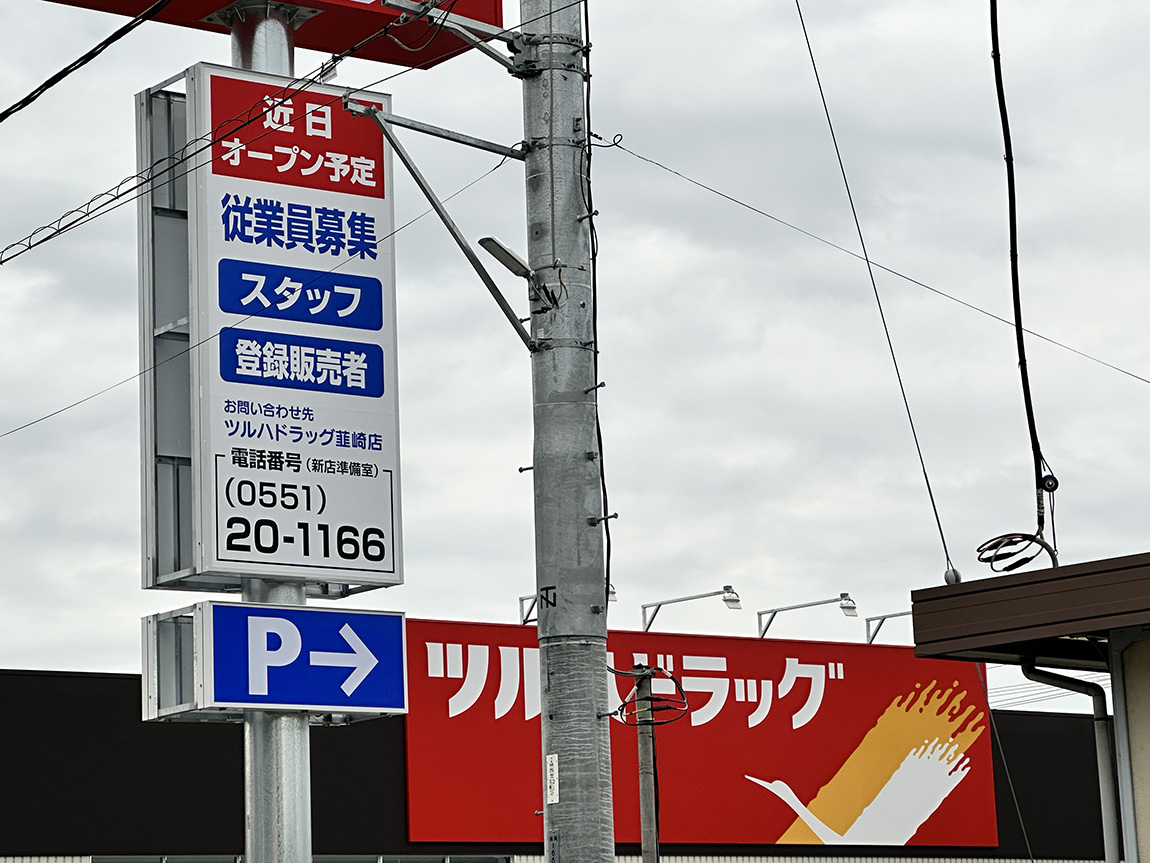 近日
オープン予定
従業員募集
スタッフ
登録販売者
お問い合わせ先
ツルハドラッグ韮崎店
電話番号（新店準備室）
(0551)
20-1166
P→
ツルハドラッグ